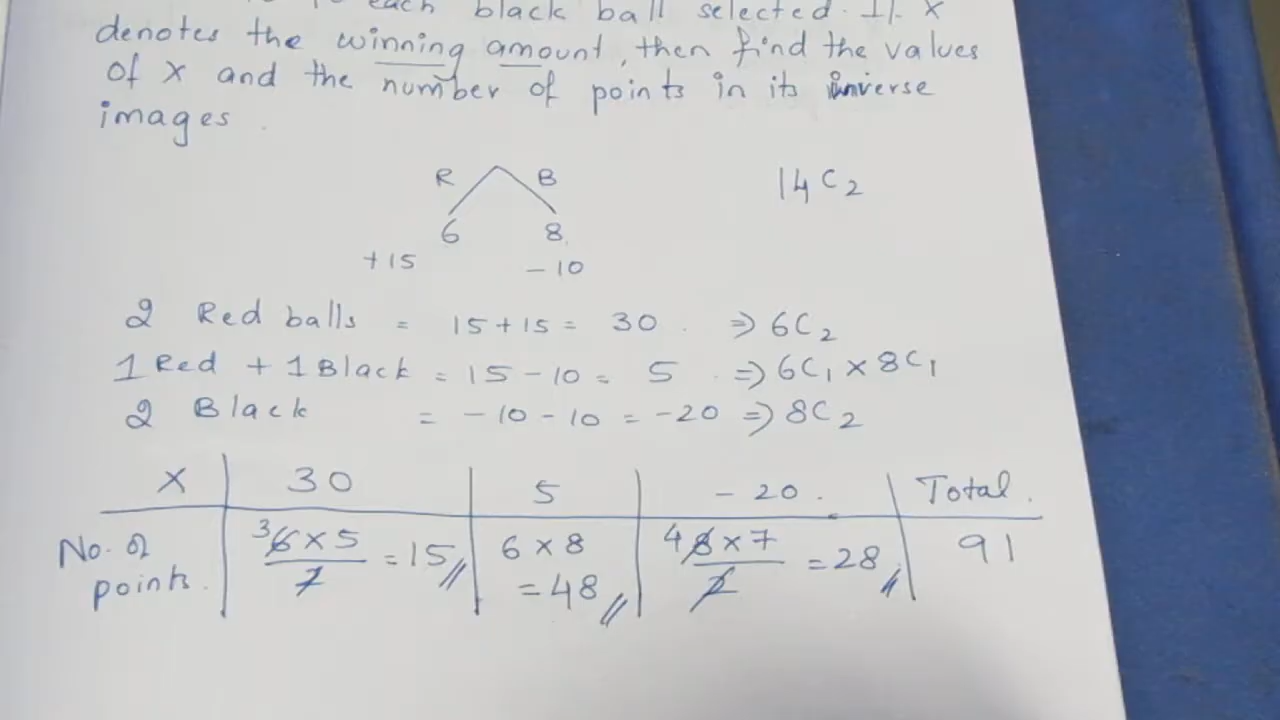 each black ball selected. If X
denotes the winning amount, then find the values
of X and the number of points in its inverse
images.
R B 14C2
6 8
+15 -10
2 Red balls = 15+15 = 30. ⇒ 6C2
1 Red + 1 Black = 15-10 = 5 ⇒ 6C1 × 8C1
2 Black = -10-10 = -20 ⇒ 8C2
X 30 5 -20. Total.
No. of 3 6 × 5 = 15 6 × 8 4 8 × 7 = 28 91
points. 2 = 48 2